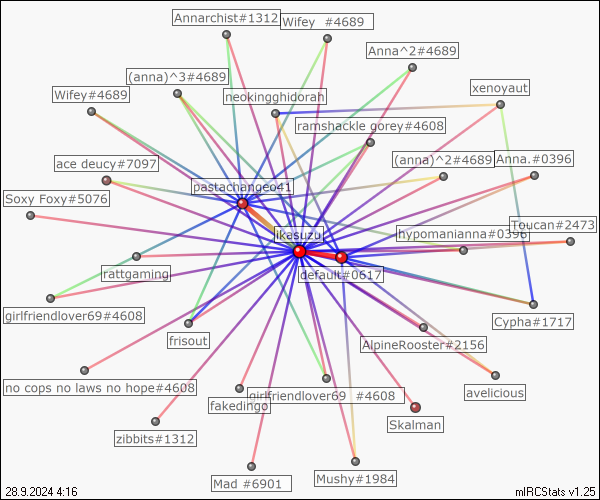 Annarchist#1312
Wifey #4689
Anna^2#4689
(anna)^3#4689
xenoyaut
Wifey#4689
neokingghidorah
ramshackle gorey#4608
ace deucy#7097
(anna)^2#4689
Anna.#0396
pastachangeo41
Soxy Foxy#5076
Toucan#2473
likasuzu
hypomanianna#0396
rattgaming
default#0617
girlfriendlover69#4608
Cypha#1717
frisout
AlpineRooster#2156
no cops no laws no hope#4608
girlfriendlover69 #4608
avelicious
fakedingo
Skalman
zibbits#1312
Mad #6901
Mushy#1984
28.9.2024 4:16
mIRCStats v1.25